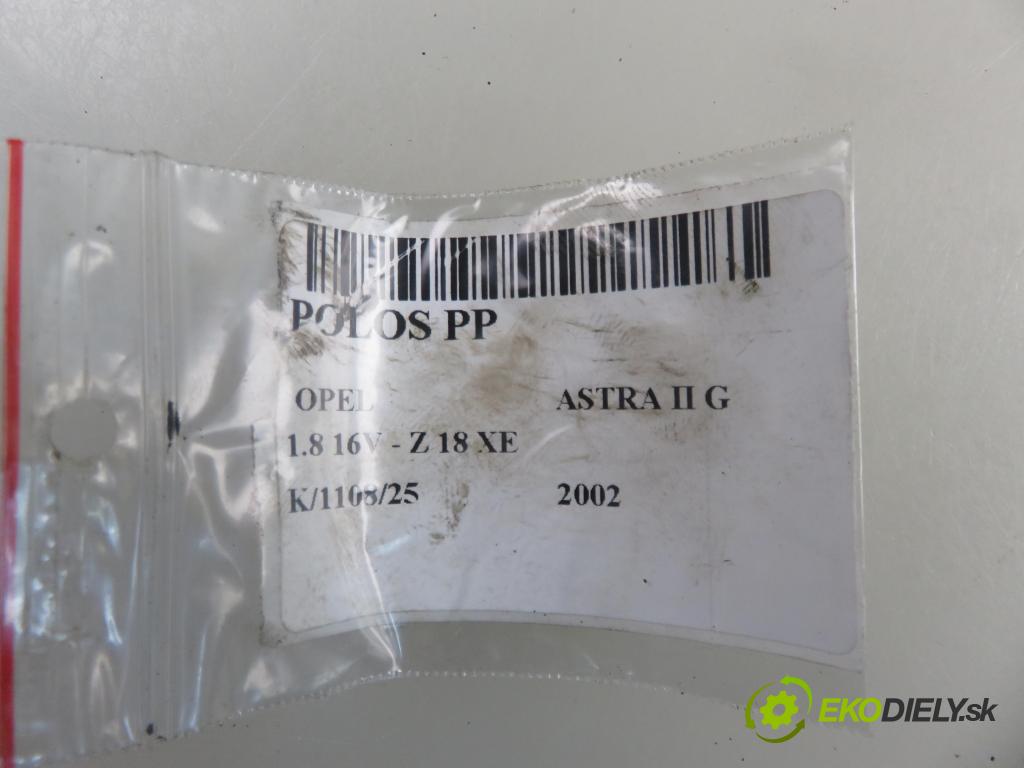 POLOS PP
OPEL ASTRA II G
1.8 16V - Z 18 XE
K/1108/25 2002
EKODIELY.sk